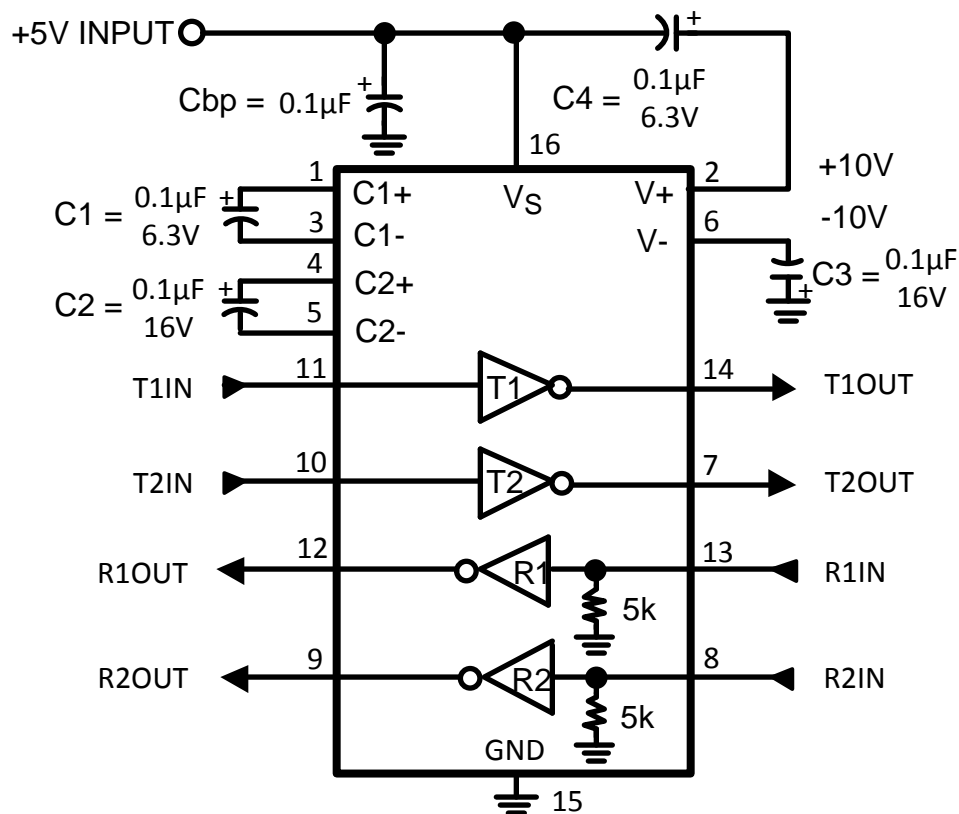 +5V INPUT
Cbp = 0.1µF
+
+
C4 = 0.1µF
6.3V
16
1
2
+10V
C1+
VS
V+
C1 = 0.1µF
6.3V
+
-10V
3
6
C1-
V-
4
C2+
C3 = 0.1µF
16V
+
C2 = 0.1µF
16V
+
5
C2-
T1IN
11
T1
14
T1OUT
T2IN
10
T2
7
T2OUT
R1OUT
12
R1
13
R1IN
5k
R2OUT
9
R2
8
R2IN
5k
GND
15